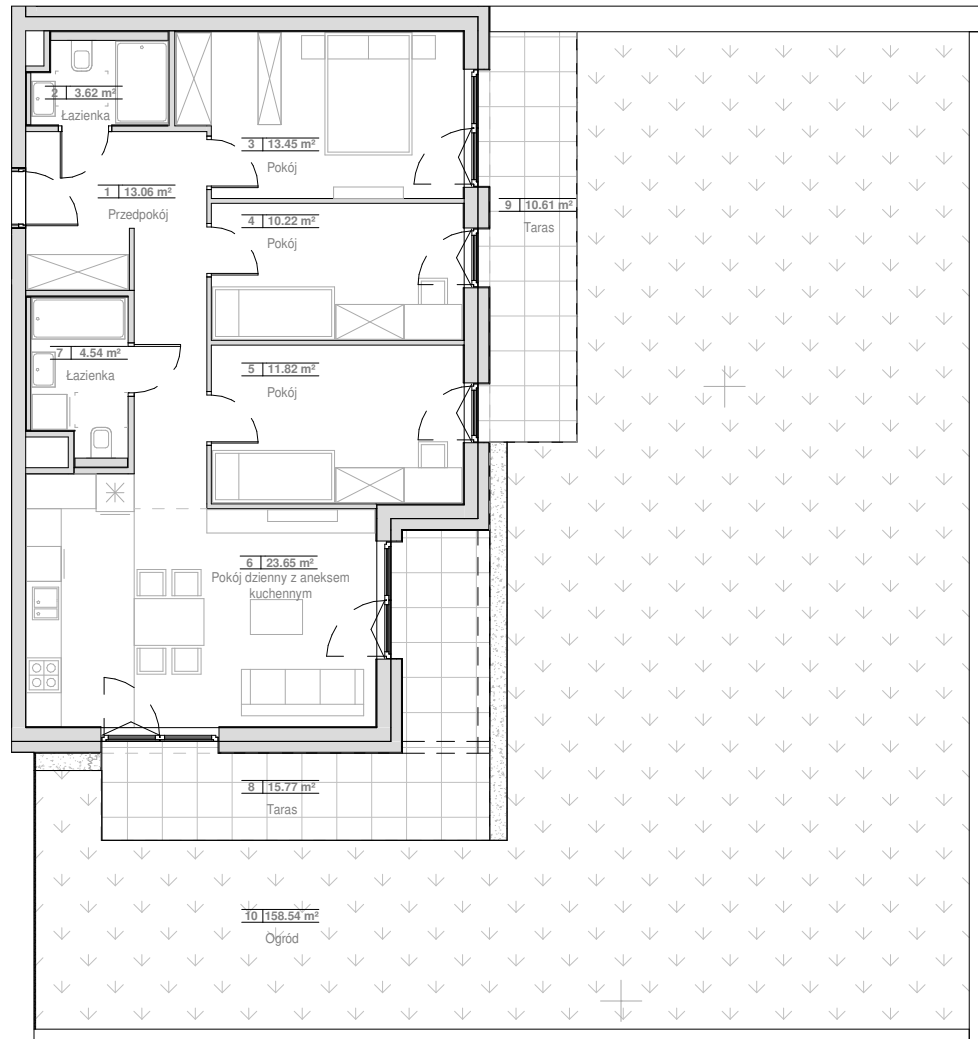 2 3.62 m²
Łazienka
3 13.45 m²
Pokój
1 13.06 m²
Przedpokój
9 10.61 m²
Taras
4 10.22 m²
Pokój
7 4.54 m²
Łazienka
5 11.82 m²
Pokój
6 23.65 m²
Pokój dzienny z aneksem
kuchennym
8 15.77 m²
Taras
10 158.54 m²
Ogród